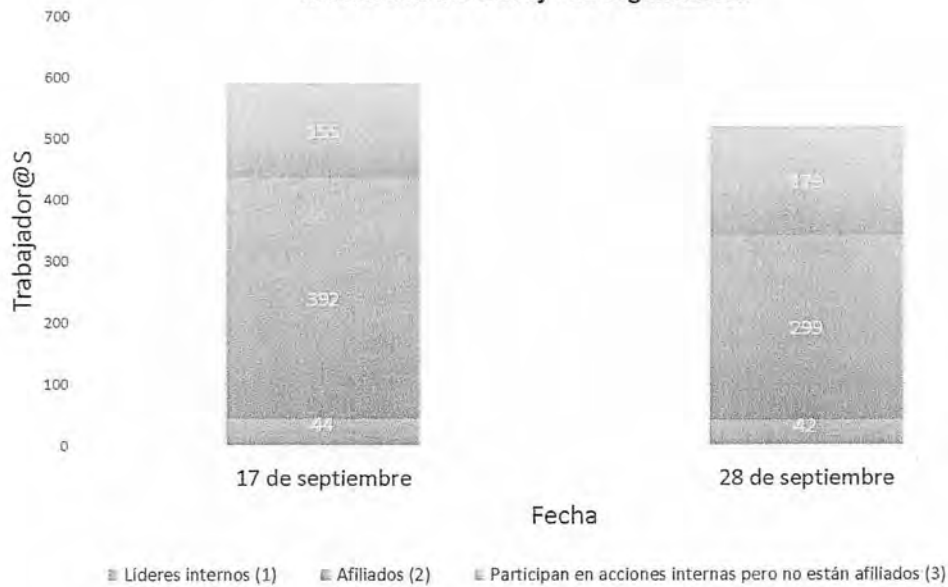 700
600
500
400
300
200
100
0
Trabajador@S
155
392
44
179
299
42
17 de septiembre
28 de septiembre
Fecha
Lideres internos (1) Afiliados (2) Participan en acciones internas pero no están afiliados (3)